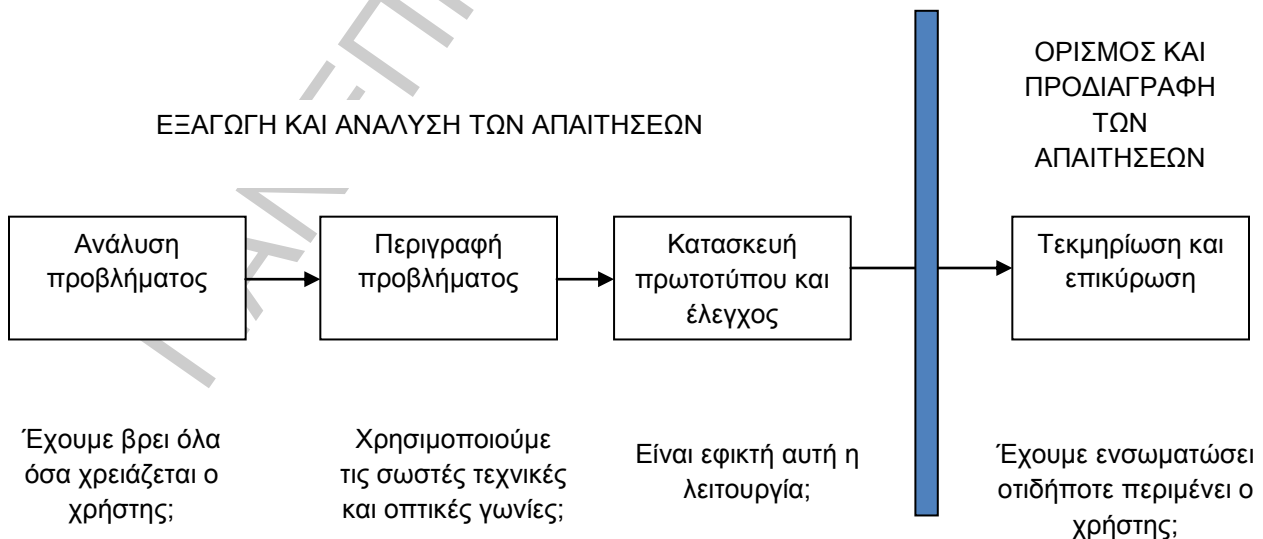 ΕΞΑΓΩΓΗ ΚΑΙ ΑΝΑΛΥΣΗ ΤΩΝ ΑΠΑΙΤΗΣΕΩΝ
ΟΡΙΣΜΟΣ ΚΑΙ
ΠΡΟΔΙΑΓΡΑΦΗ
ΤΩΝ
ΑΠΑΙΤΗΣΕΩΝ
Ανάλυση
προβλήματος
Περιγραφή
προβλήματος
Κατασκευή
πρωτοτύπου και
έλεγχος
Τεκμηρίωση και
επικύρωση
Έχουμε βρει όλα
όσα χρειάζεται ο
χρήστης;
Χρησιμοποιούμε
τις σωστές τεχνικές
και οπτικές γωνίες;
Είναι εφικτή αυτή η
λειτουργία;
Έχουμε ενσωματώσει
οτιδήποτε περιμένει ο
χρήστης;